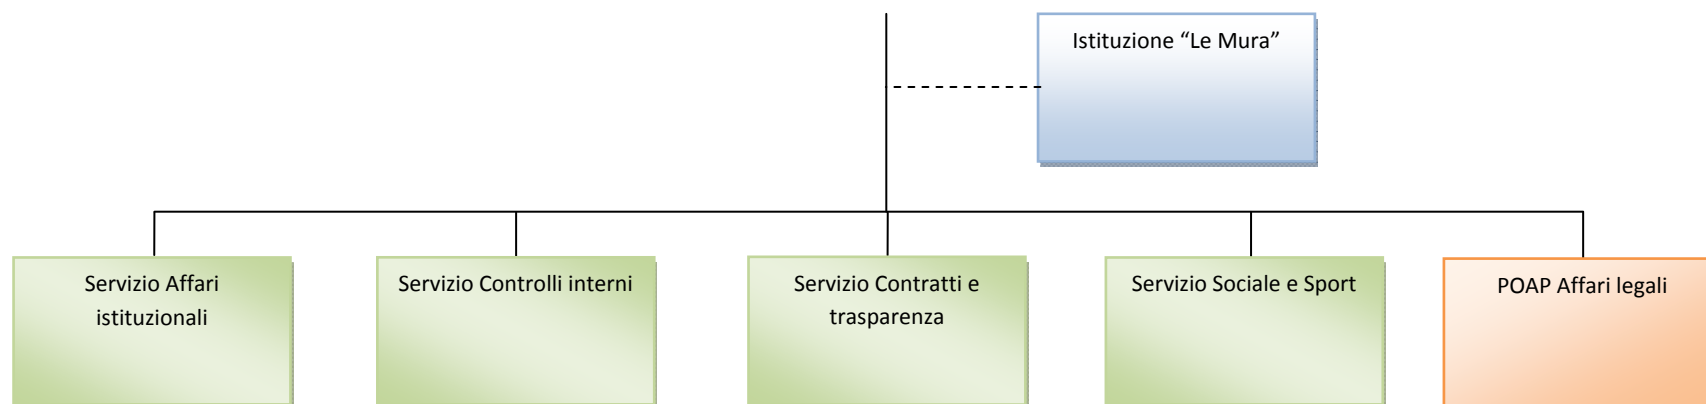 Istituzione “Le Mura”
Servizio Affari
istituzionali
Servizio Controlli interni
Servizio Contratti e
trasparenza
Servizio Sociale e Sport
POAP Affari legali